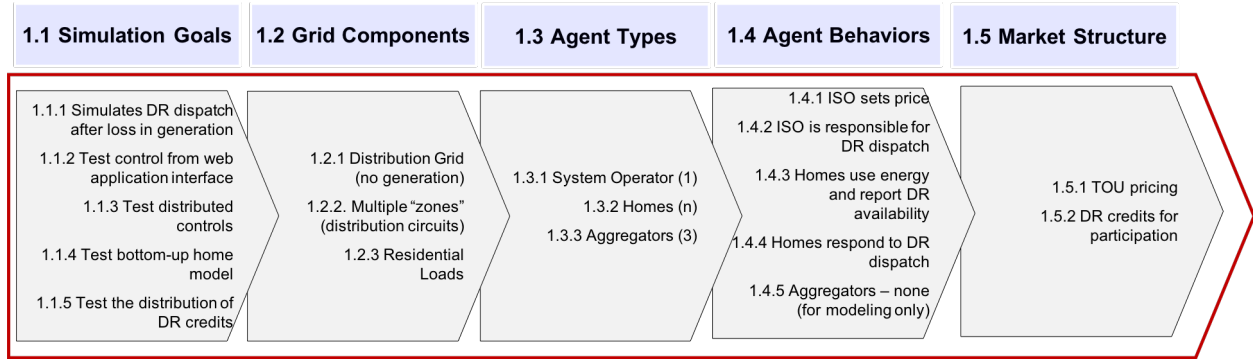 1.1 Simulation Goals
1.2 Grid Components
1.3 Agent Types
1.4 Agent Behaviors
1.5 Market Structure
1.1.1 Simulates DR dispatch
after loss in generation
1.1.2 Test control from web
application interface
1.1.3 Test distributed
controls
1.1.4 Test bottom-up home
model
1.1.5 Test the distribution of
DR credits
1.2.1 Distribution Grid
(no generation)
1.2.2. Multiple “zones”
(distribution circuits)
1.2.3 Residential
Loads
1.3.1 System Operator (1)
1.3.2 Homes (n)
1.3.3 Aggregators (3)
1.4.1 ISO sets price
1.4.2 ISO is responsible for
DR dispatch
1.4.3 Homes use energy
and report DR
availability
1.4.4 Homes respond to DR
dispatch
1.4.5 Aggregators – none
(for modeling only)
1.5.1 TOU pricing
1.5.2 DR credits for
participation